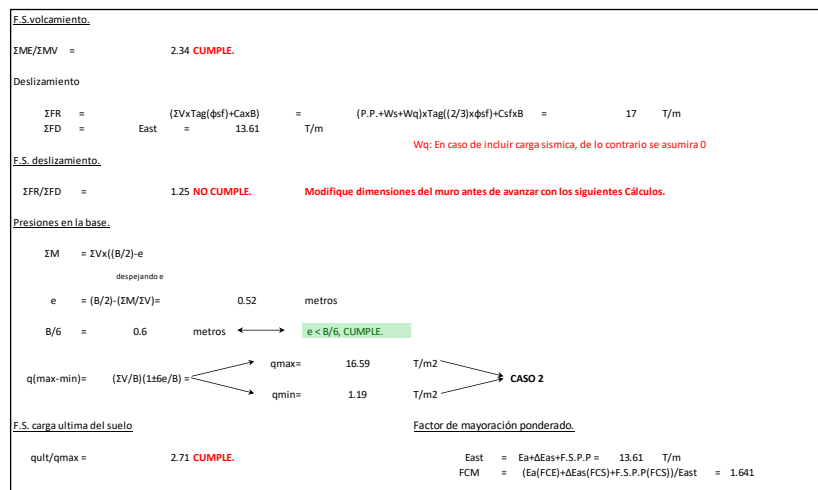 F.S.volcamiento.
ΣME/ΣMV = 2.34 CUMPLE.
Deslizamiento
ΣFR = (ΣVxTag(ϕsf)+CaxB) = (P.P.+Ws+Wq)xTag((2/3)xϕsf)+CsfxB = 17 T/m
ΣFD = East = 13.61 T/m
Wq: En caso de incluir carga sismica, de lo contrario se asumira 0
F.S. deslizamiento.
ΣFR/ΣFD = 1.25 NO CUMPLE. Modifique dimensiones del muro antes de avanzar con los siguientes Cálculos.
Presiones en la base.
ΣM = ΣVx((B/2)-e
despejando e
e = (B/2)-(ΣM/ΣV)= 0.52 metros
B/6 = 0.6 metros e < B/6, CUMPLE.
qmax= 16.59 T/m2
q(max-min)= (ΣV/B)(1±6e/B) = CASO 2
qmin= 1.19 T/m2
F.S. carga ultima del suelo Factor de mayoración ponderado.
qult/qmax = 2.71 CUMPLE. East = Ea+ΔEas+F.S.P.P = 13.61 T/m
FCM = (Ea(FCE)+ΔEas(FCS)+F.S.P.P(FCS))/East = 1.641